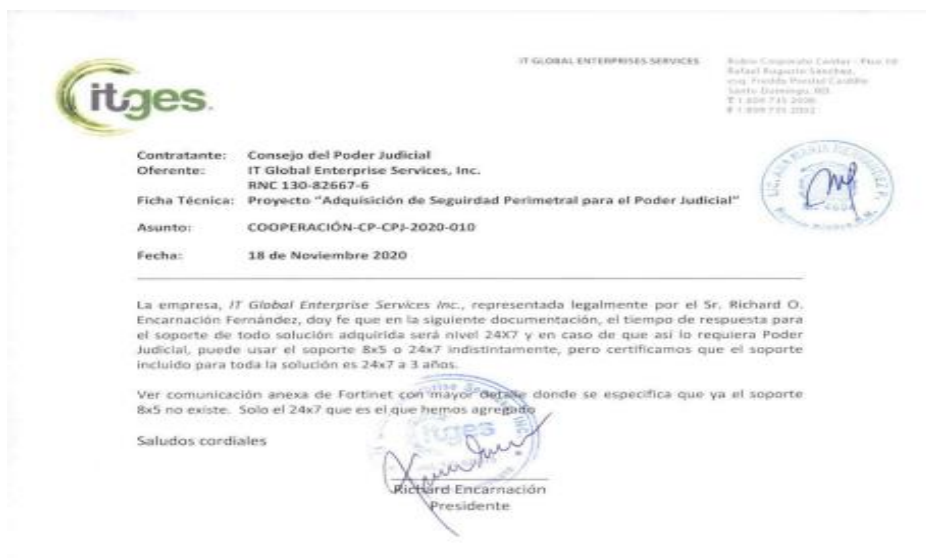 IT GLOBAL ENTERPRISES SERVICES
Santo Domingo, RD.
itges.
Contratante: Consejo del Poder Judicial
Oferente: IT Global Enterprise Services, Inc.
RNC 130-82667-6
Ficha Técnica: Proyecto "Adquisición de Seguirdad Perimetral para el Poder Judicial"
Asunto: COOPERACIÓN-CP-CPJ-2020-010
Fecha: 18 de Noviembre 2020
La empresa, IT Global Enterprise Services Inc., representada legalmente por el Sr. Richard O.
Encarnación Fernández, doy fe que en la siguiente documentación, el tiempo de respuesta para
el soporte de todo solución adquirida será nivel 24X7 y en caso de que así lo requiera Poder
Judicial, puede usar el soporte 8x5 o 24x7 indistintamente, pero certificamos que el soporte
incluido para toda la solución es 24x7 a 3 años.
Ver comunicación anexa de Fortinet con mayor detalle donde se especifica que ya el soporte
8x5 no existe. Solo el 24x7 que es el que hemos agregado
Saludos cordiales
itges
Richard Encarnación
Presidente